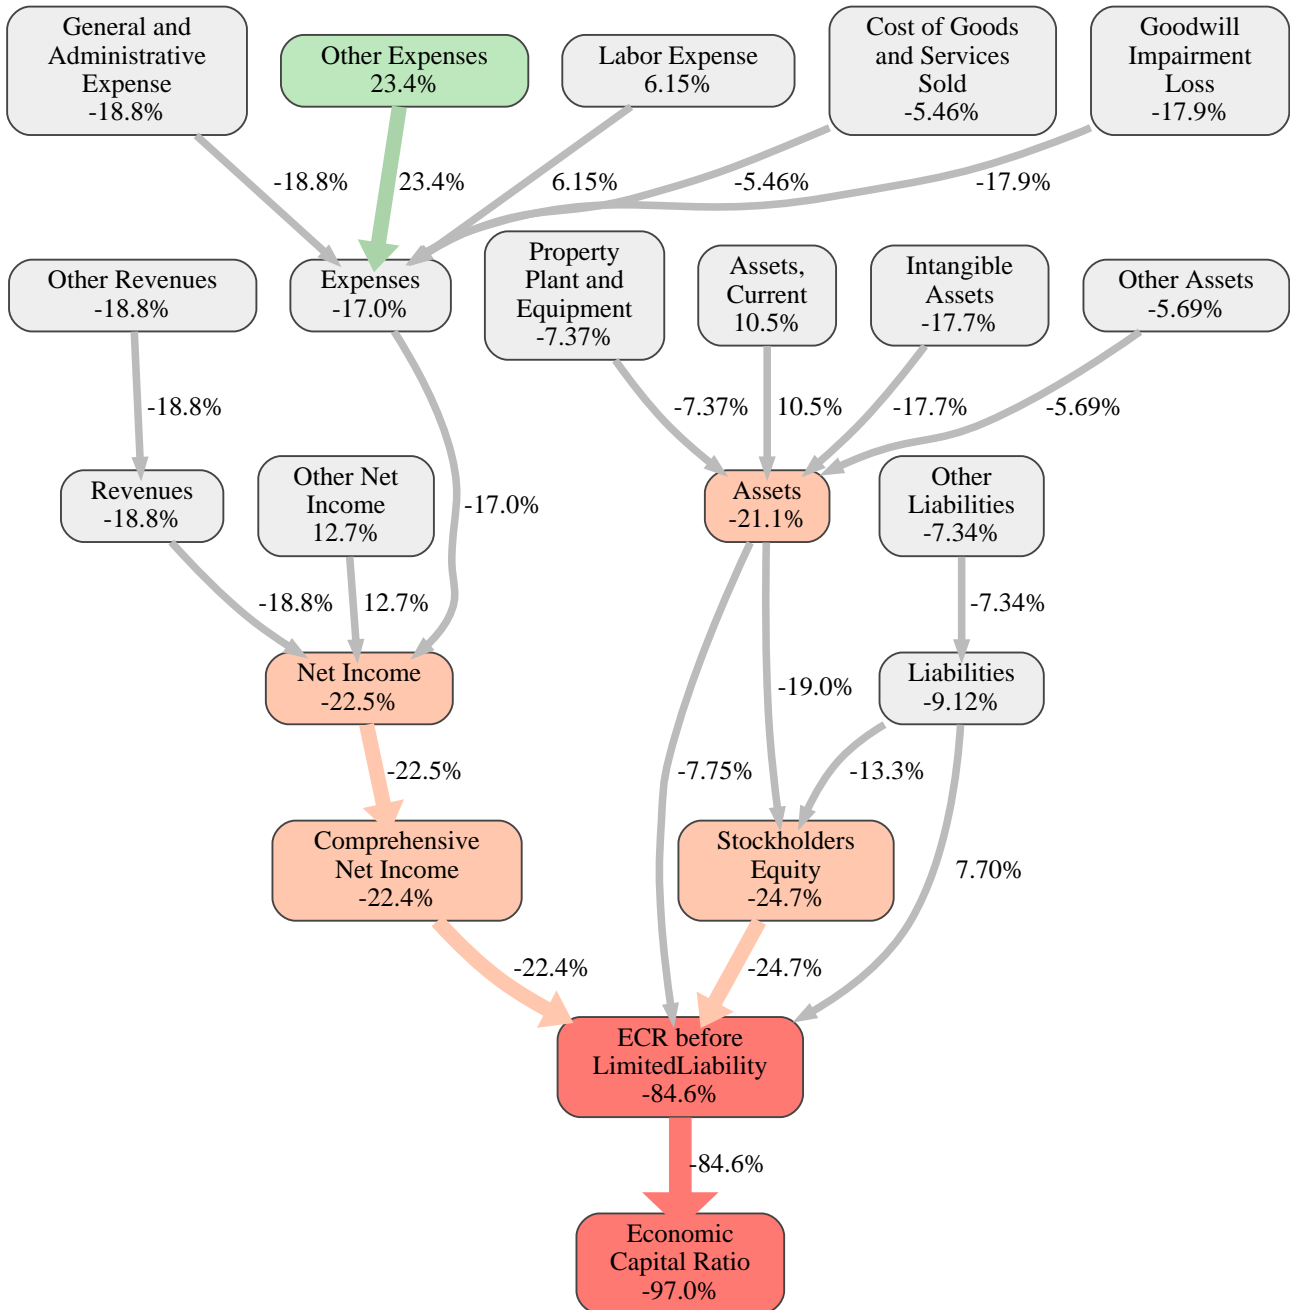 General and
Administrative
Expense
-18.8%
Other Expenses
23.4%
Labor Expense
6.15%
Cost of Goods
and Services
Sold
-5.46%
Goodwill
Impairment
Loss
-17.9%
-18.8%
23.4%
6.15%
-5.46%
-17.9%
Other Revenues
-18.8%
Expenses
-17.0%
Property
Plant and
Equipment
-7.37%
Assets,
Current
10.5%
Intangible
Assets
-17.7%
Other Assets
-5.69%
-18.8%
-7.37%
10.5%
-17.7%
-5.69%
Revenues
-18.8%
Other Net
Income
12.7%
-17.0%
Assets
-21.1%
Other
Liabilities
-7.34%
-18.8%
12.7%
-7.34%
Net Income
-22.5%
-19.0%
Liabilities
-9.12%
-22.5%
-7.75%
-13.3%
Comprehensive
Net Income
-22.4%
Stockholders
Equity
-24.7%
7.70%
-22.4%
-24.7%
ECR before
LimitedLiability
-84.6%
-84.6%
Economic
Capital Ratio
-97.0%